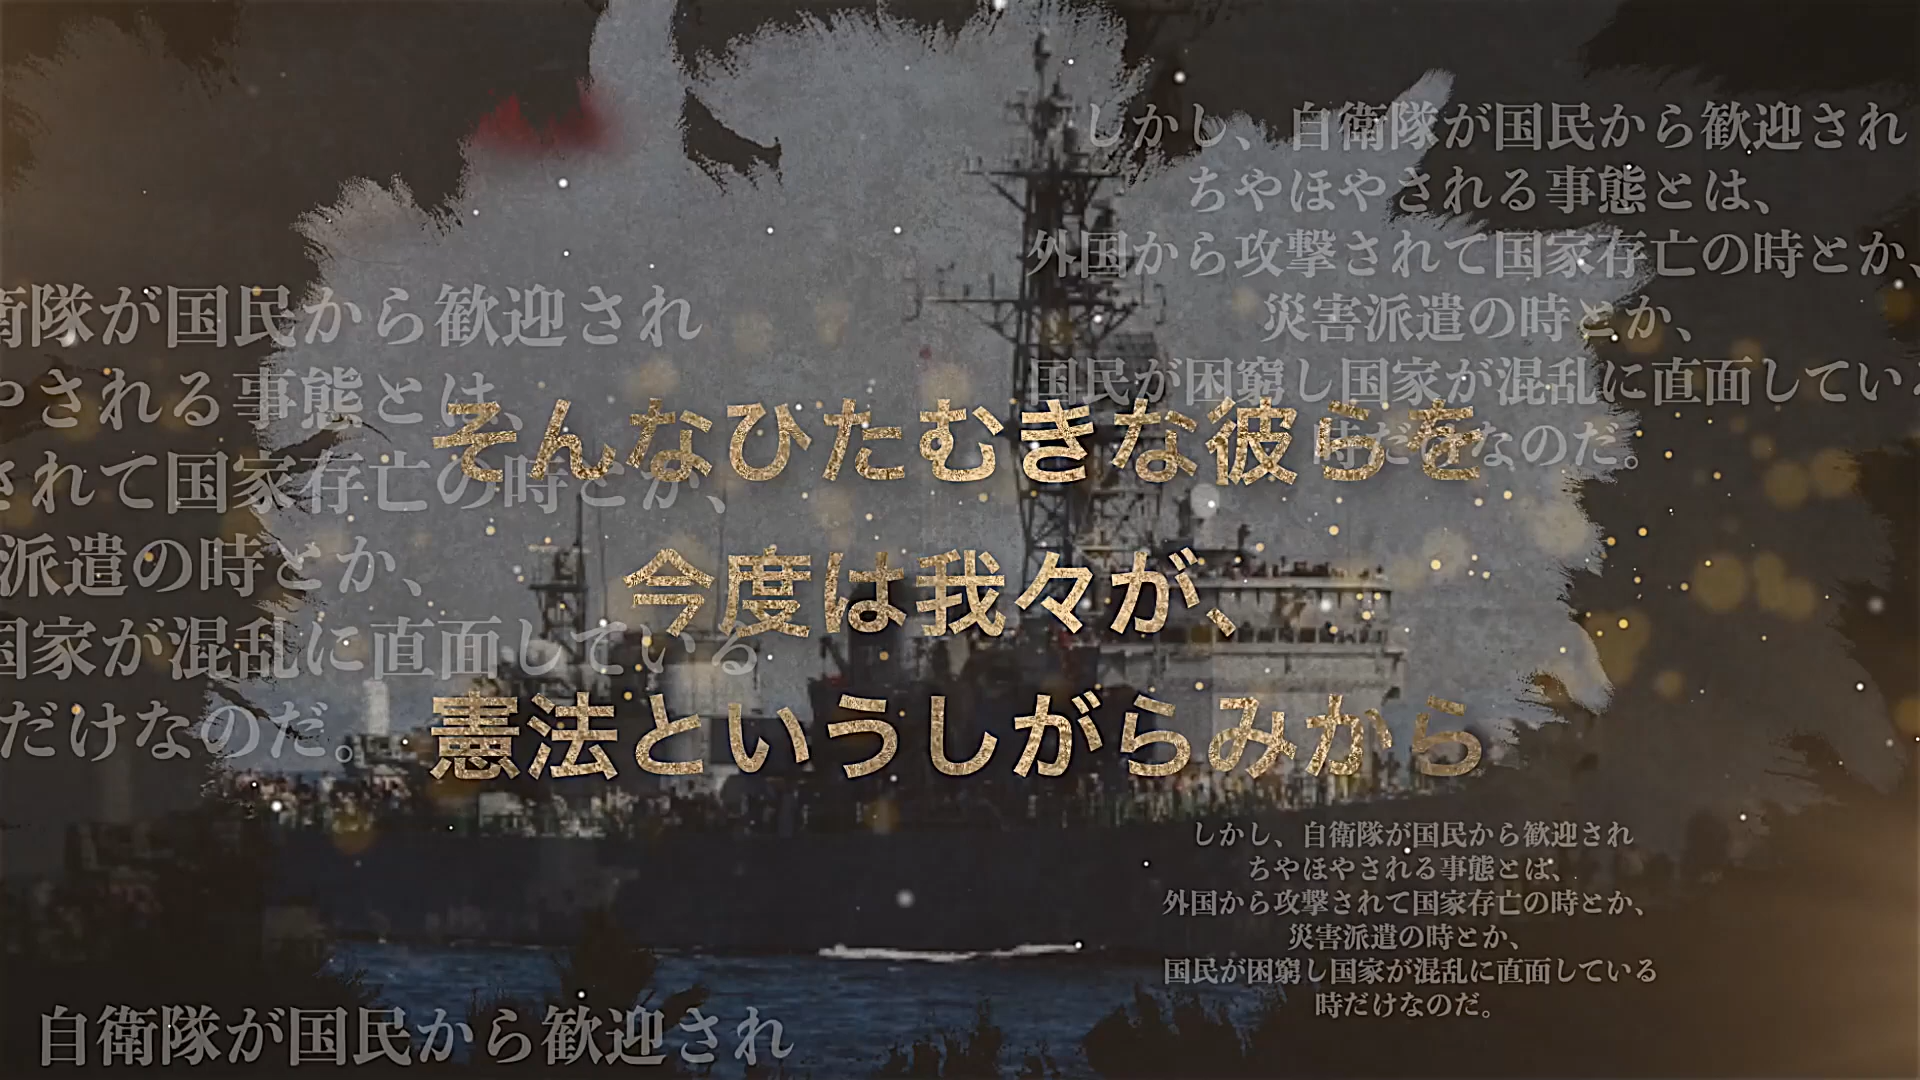 しかし、自衛隊が国民から歓迎され
ちやほやされる事態とは、
外国から攻撃されて国家存亡の時とか、
災害派遣の時とか、
国民が困窮し国家が混乱に直面してい
時だけなのだ。
衛隊が国民から歓迎され
やされる事態とは、
されて国家存亡の時とか、
派遣の時とか、
国家が混乱に直面している
だけなのだ。
そんなひたむきな彼らを
今度は我々が、
憲法というしがらみから
しかし、自衛隊が国民から歓迎され
ちやほやされる事態とは、
外国から攻撃されて国家存亡の時とか、
災害派遣の時とか、
国民が困窮し国家が混乱に直面している
時だけなのだ。
自衛隊が国民から歓迎され